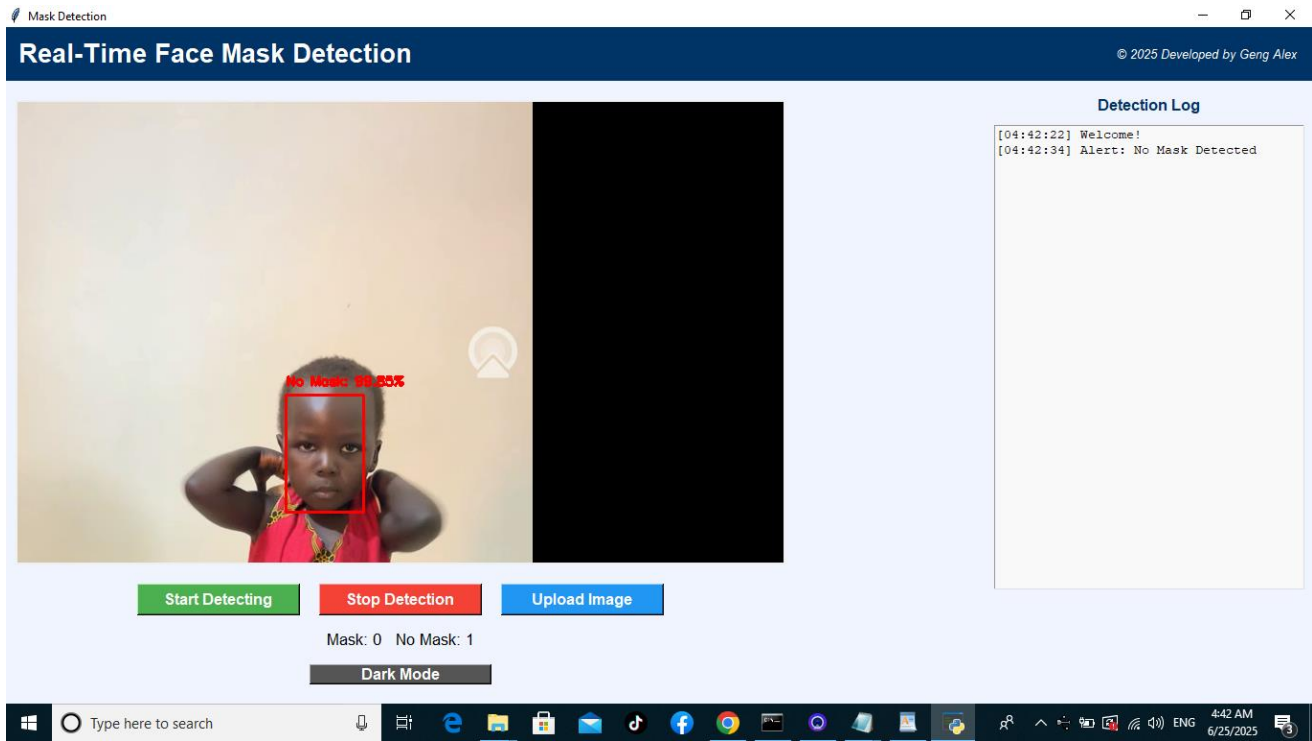 Mask Detection
Real-Time Face Mask Detection
© 2025 Developed by Geng Alex
Detection Log
[04:42:22] Welcome!
[04:42:34] Alert: No Mask Detected
No Mask: 99.85%
Start Detecting
Stop Detection
Upload Image
Mask: 0 No Mask: 1
Dark Mode
Type here to search
ENG
4:42 AM
6/25/2025
3